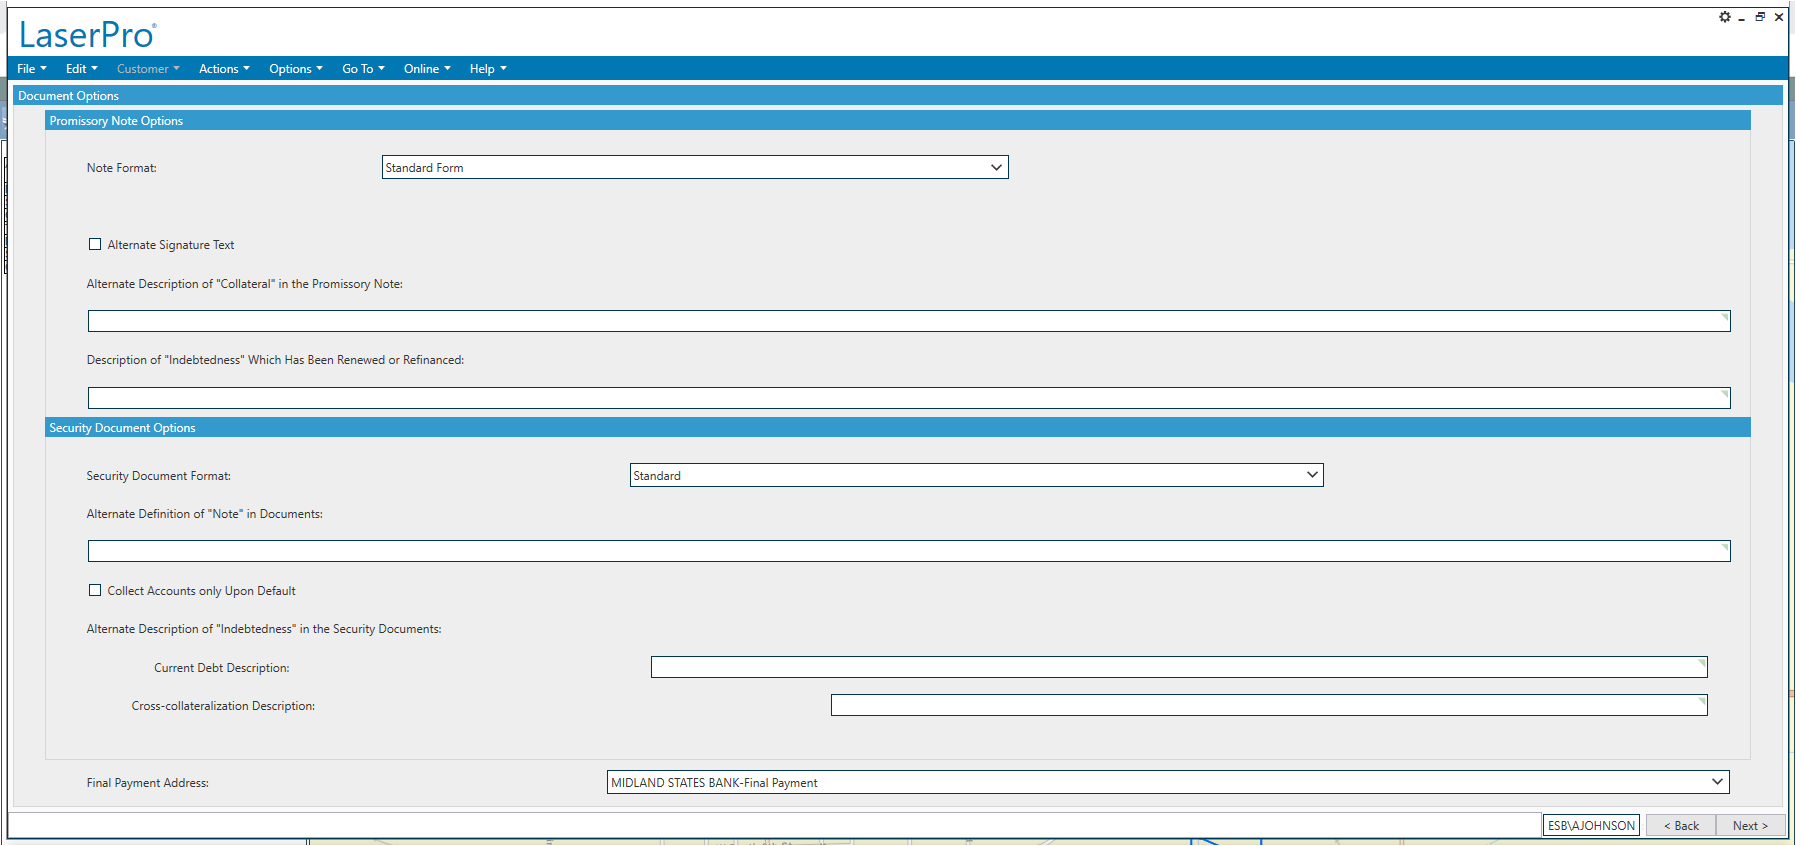 LaserPro®
File Edit Customer Actions Options Go To Online Help
Document Options
Promissory Note Options
Note Format: Standard Form
Alternate Signature Text
Alternate Description of "Collateral" in the Promissory Note:
Description of "Indebtedness" Which Has Been Renewed or Refinanced:
Security Document Options
Security Document Format: Standard
Alternate Definition of "Note" in Documents:
Collect Accounts only Upon Default
Alternate Description of "Indebtedness" in the Security Documents:
Current Debt Description:
Cross-collateralization Description:
Final Payment Address: MIDLAND STATES BANK-Final Payment
ESB\AJOHNSON < Back Next >